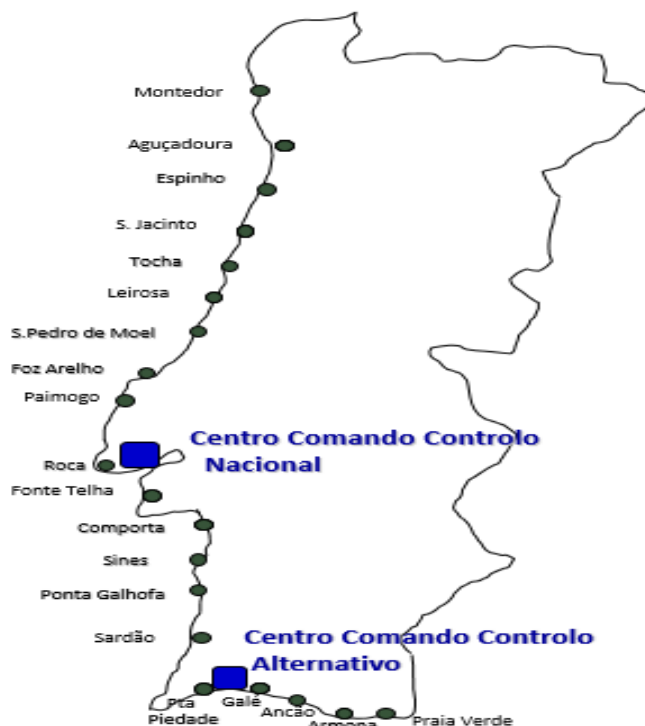 Montedor
Aguçadoura
Espinho
S. Jacinto
Tocha
Leirosa
S.Pedro de Moel
Foz Arelho
Paimogo
Centro Comando Controlo
Nacional
Roca
Fonte Telha
Comporta
Sines
Ponta Galhofa
Sardão
Centro Comando Controlo
Alternativo
Pta
Piedade
Galé
Ancão
Armona
Praia Verde